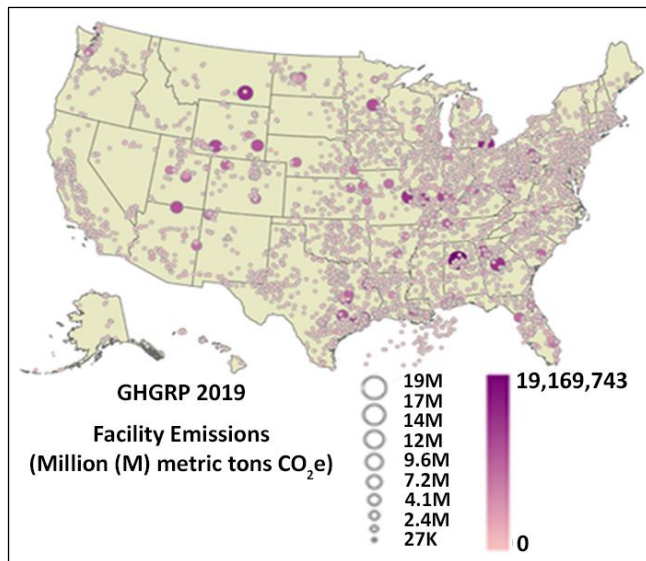 GHGRP 2019
Facility Emissions
(Million (M) metric tons CO₂e)
19M
17M
14M
12M
9.6M
7.2M
4.1M
2.4M
27K
19,169,743
0